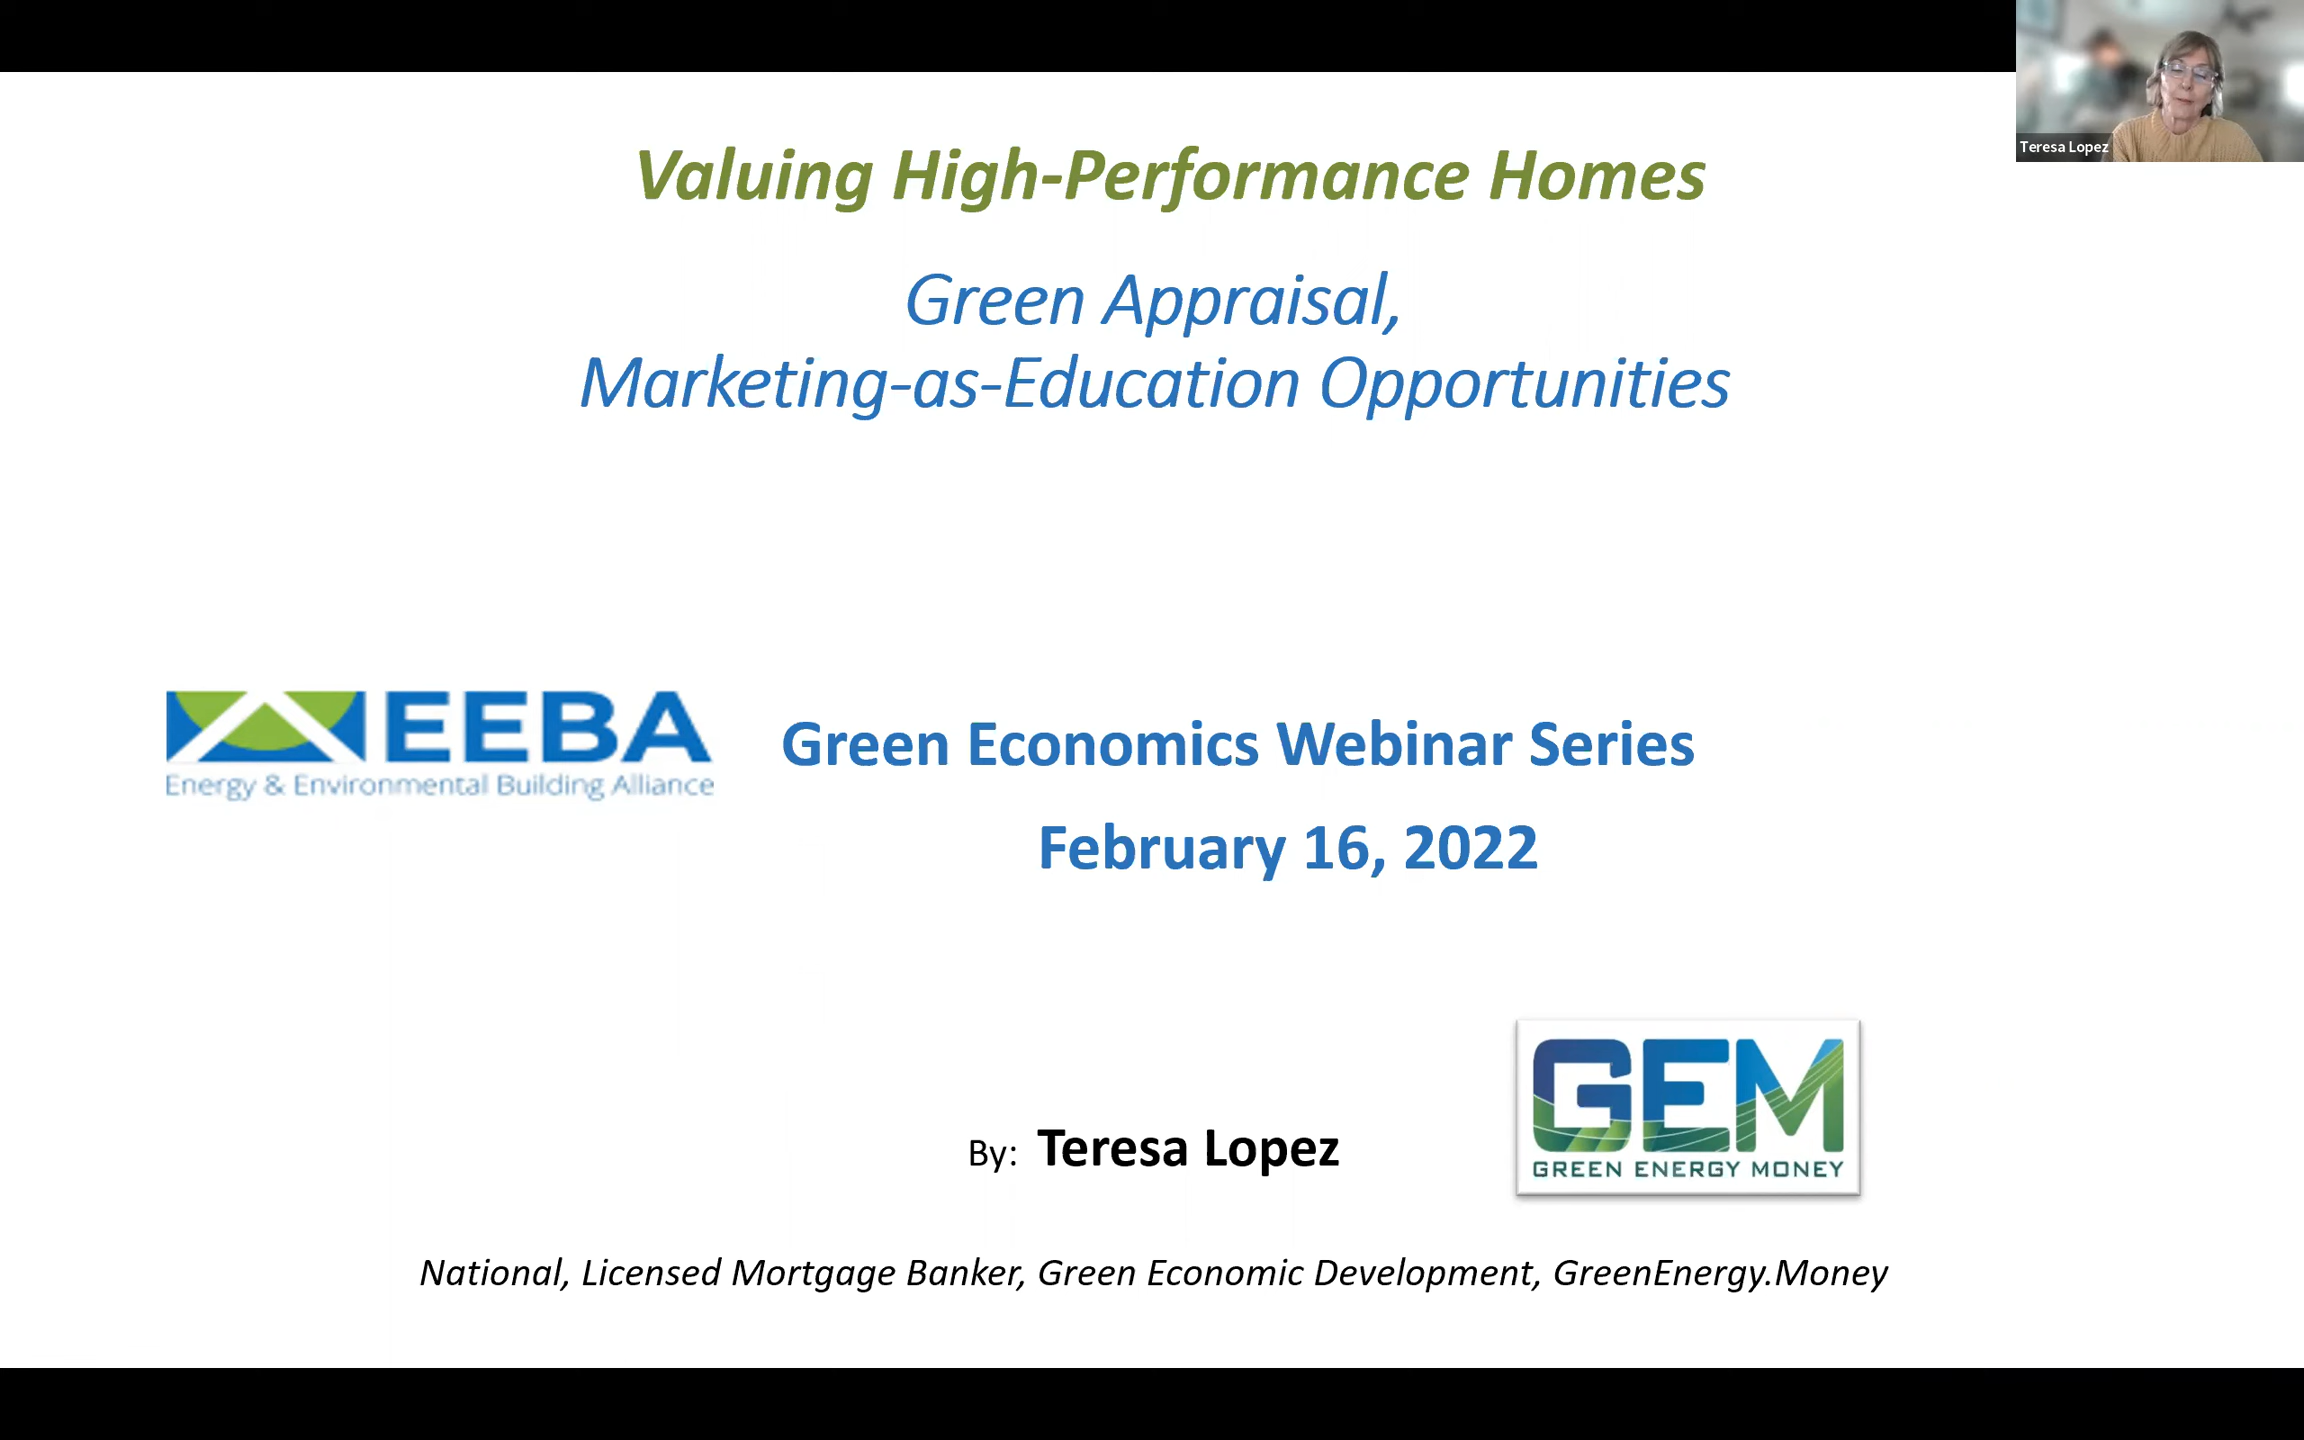 Teresa Lopez
Valuing High-Performance Homes
Green Appraisal,
Marketing-as-Education Opportunities
EEBA
Energy & Environmental Building Alliance
Green Economics Webinar Series
February 16, 2022
GEM
GREEN ENERGY MONEY
By: Teresa Lopez
National, Licensed Mortgage Banker, Green Economic Development, GreenEnergy.Money